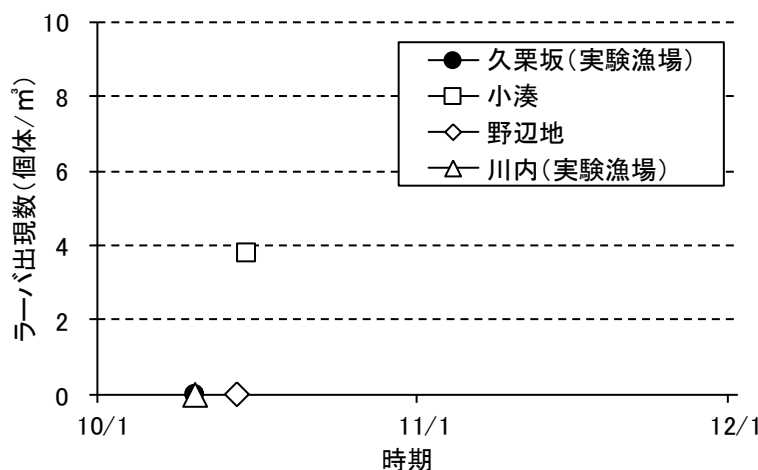 10
8
6
4
2
0
ラーバ出現数(個体/㎥)
久栗坂(実験漁場)
小湊
野辺地
川内(実験漁場)
10/1
11/1
12/1
時期